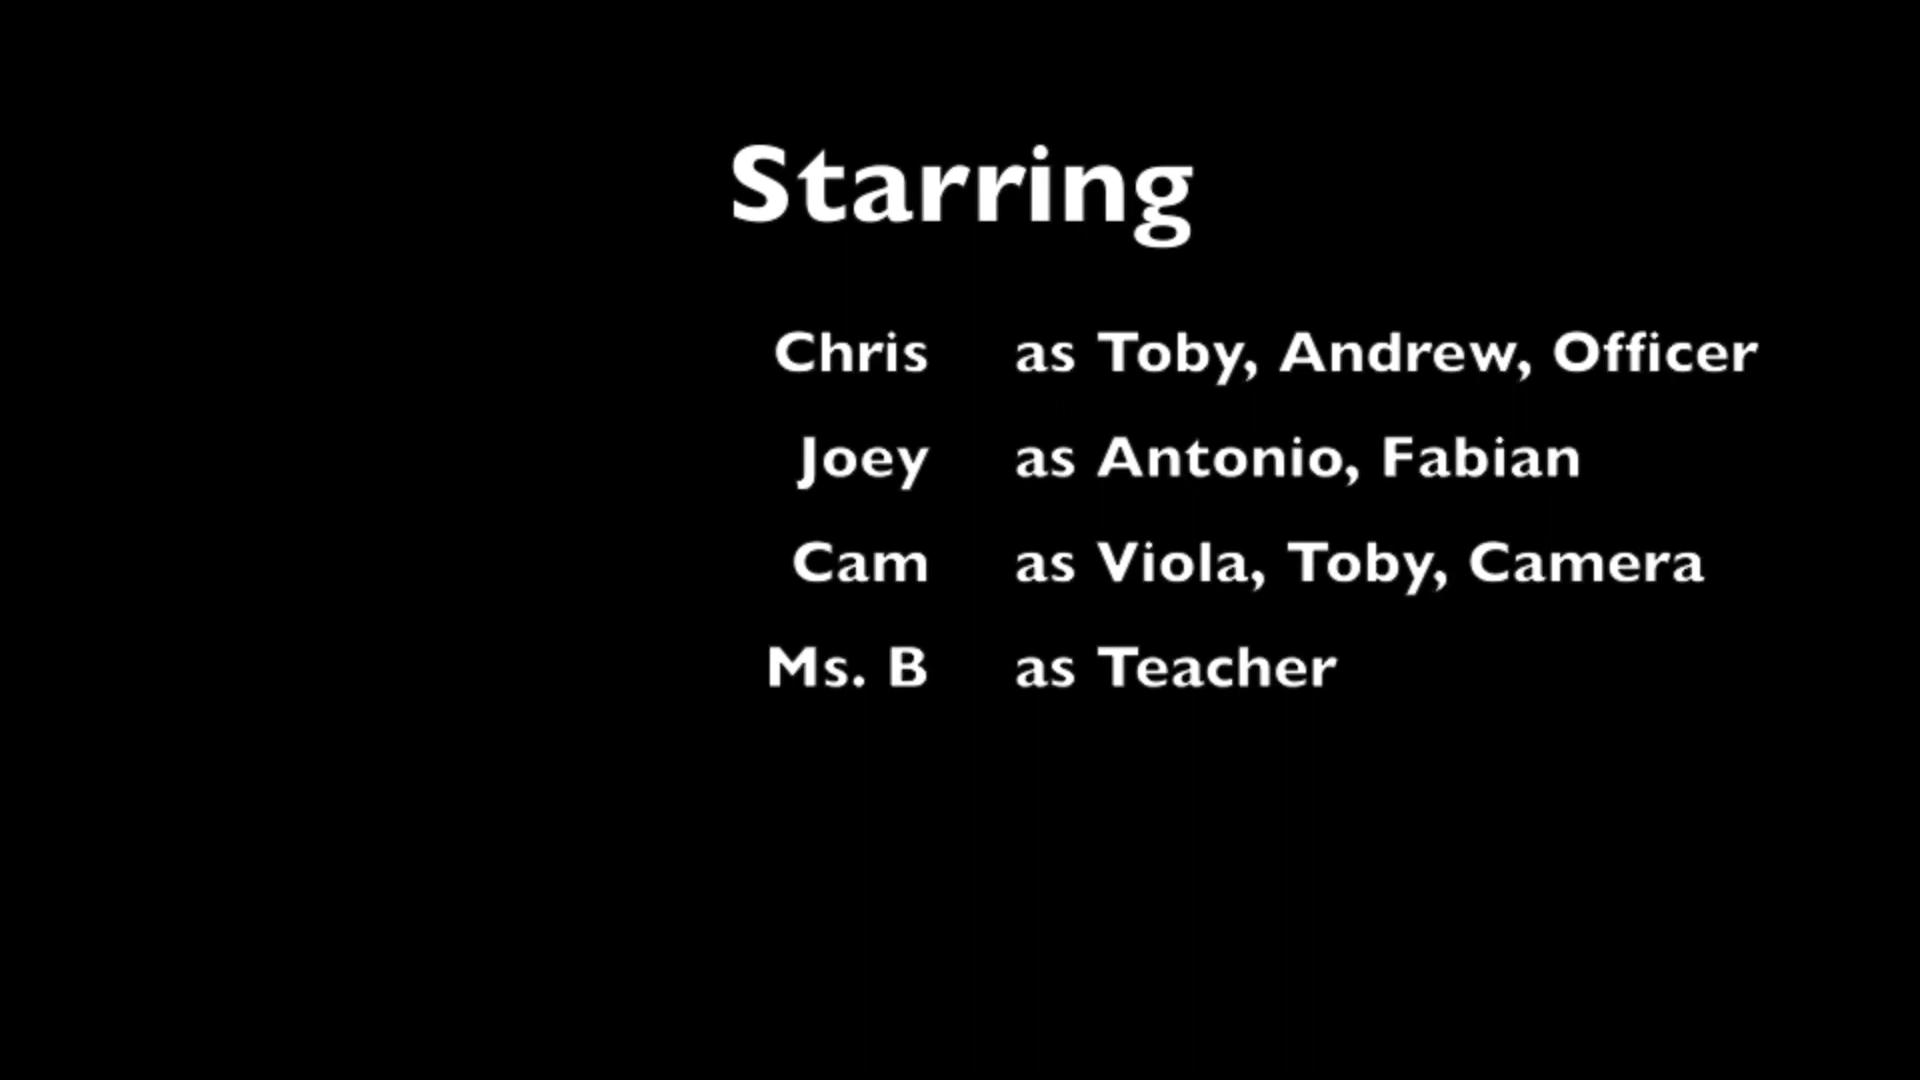 Starring
Chris as Toby, Andrew, Officer
Joey as Antonio, Fabian
Cam as Viola, Toby, Camera
Ms. B as Teacher